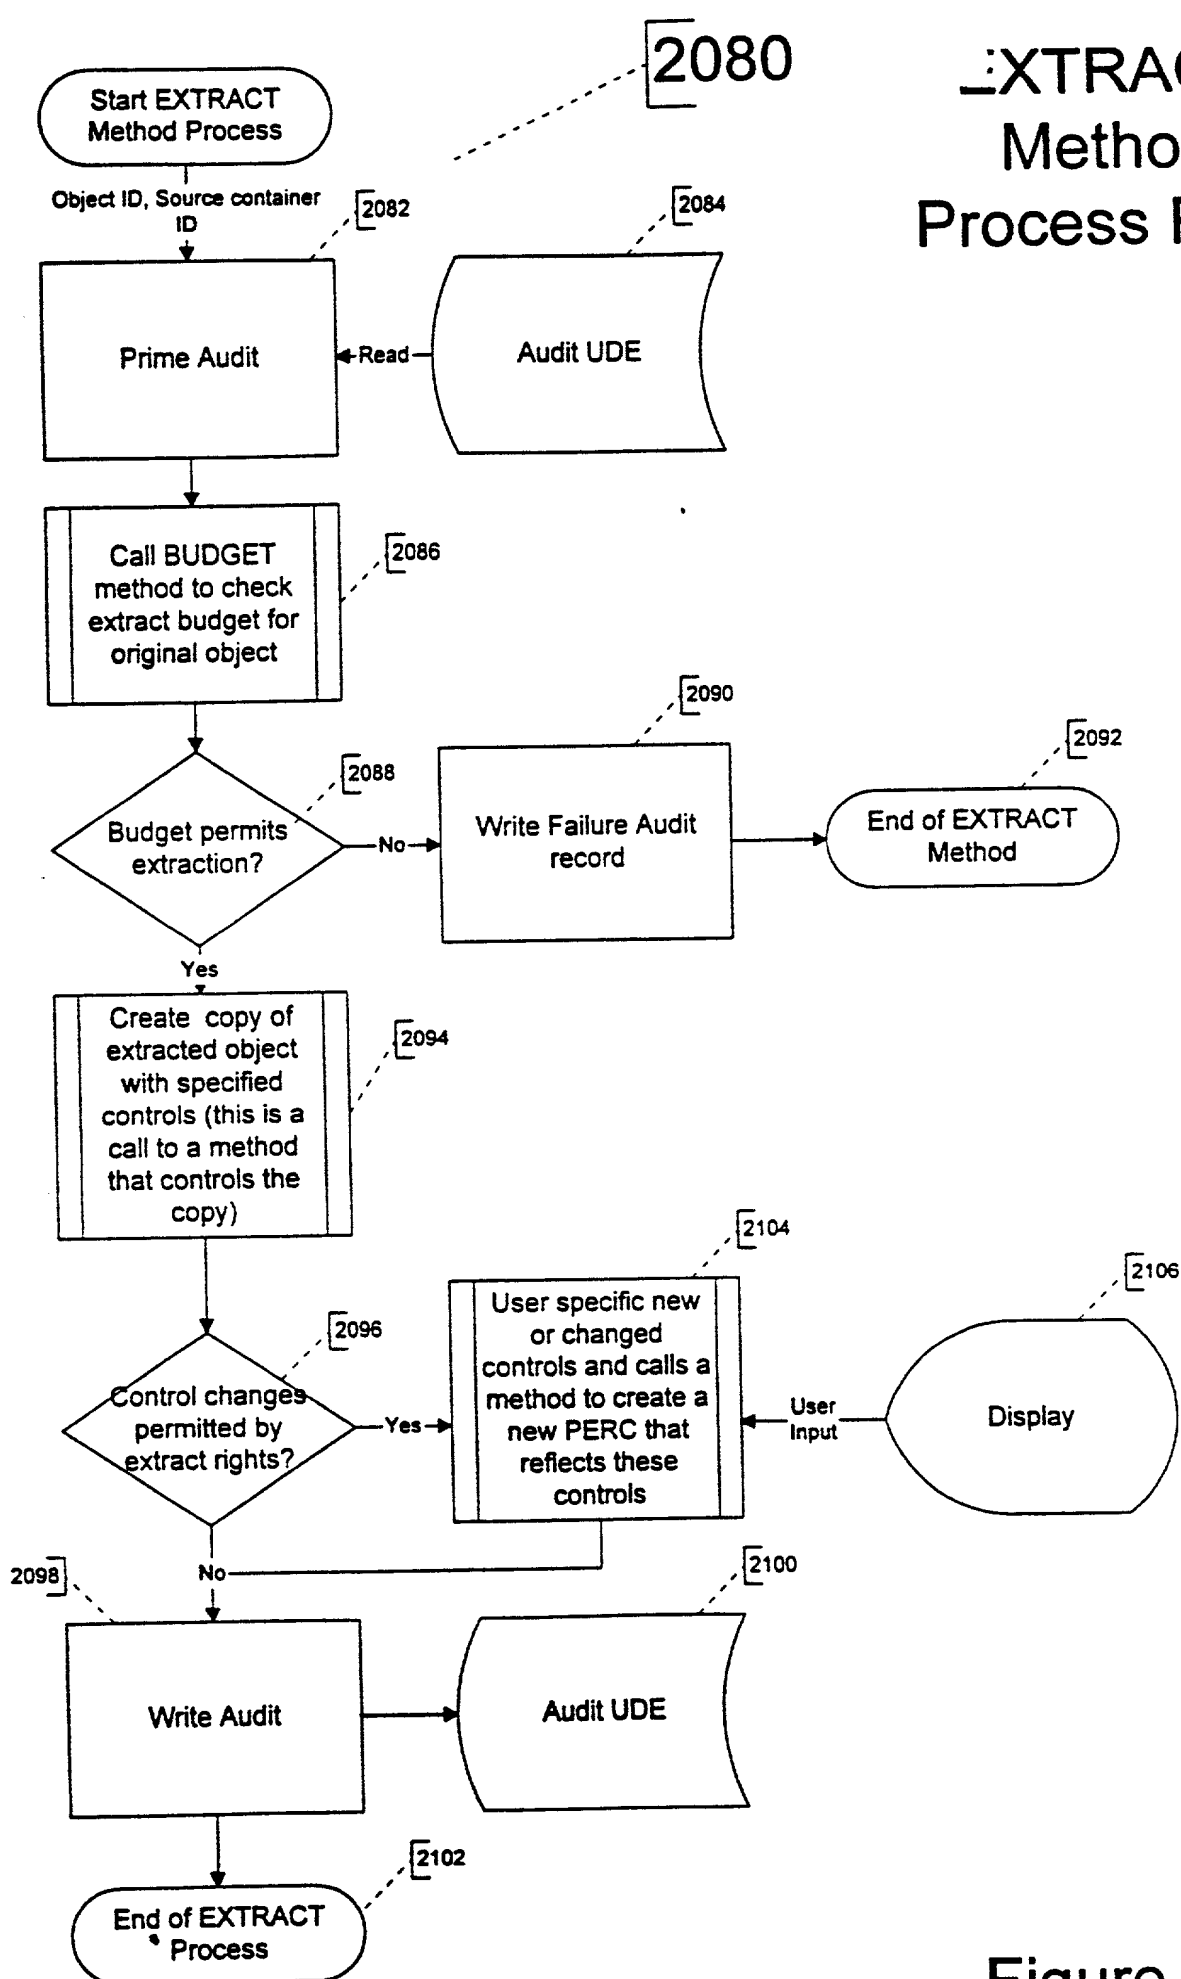 2080
EXTRA
Metho
Process
Start EXTRACT
Method Process
Object ID, Source container
ID
2082
2084
Prime Audit
Read
Audit UDE
Call BUDGET
method to check
extract budget for
original object
2086
2088
Budget permits
extraction?
No
2090
Write Failure Audit
record
2092
End of EXTRACT
Method
Yes
Create copy of
extracted object
with specified
controls (this is a
call to a method
that controls the
copy)
2094
2096
Control changes
permitted by
extract rights?
Yes
2104
User specific new
or changed
controls and calls a
method to create a
new PERC that
reflects these
controls
User
Input
2106
Display
No
2098
2100
Write Audit
Audit UDE
2102
End of EXTRACT
Process
Figure